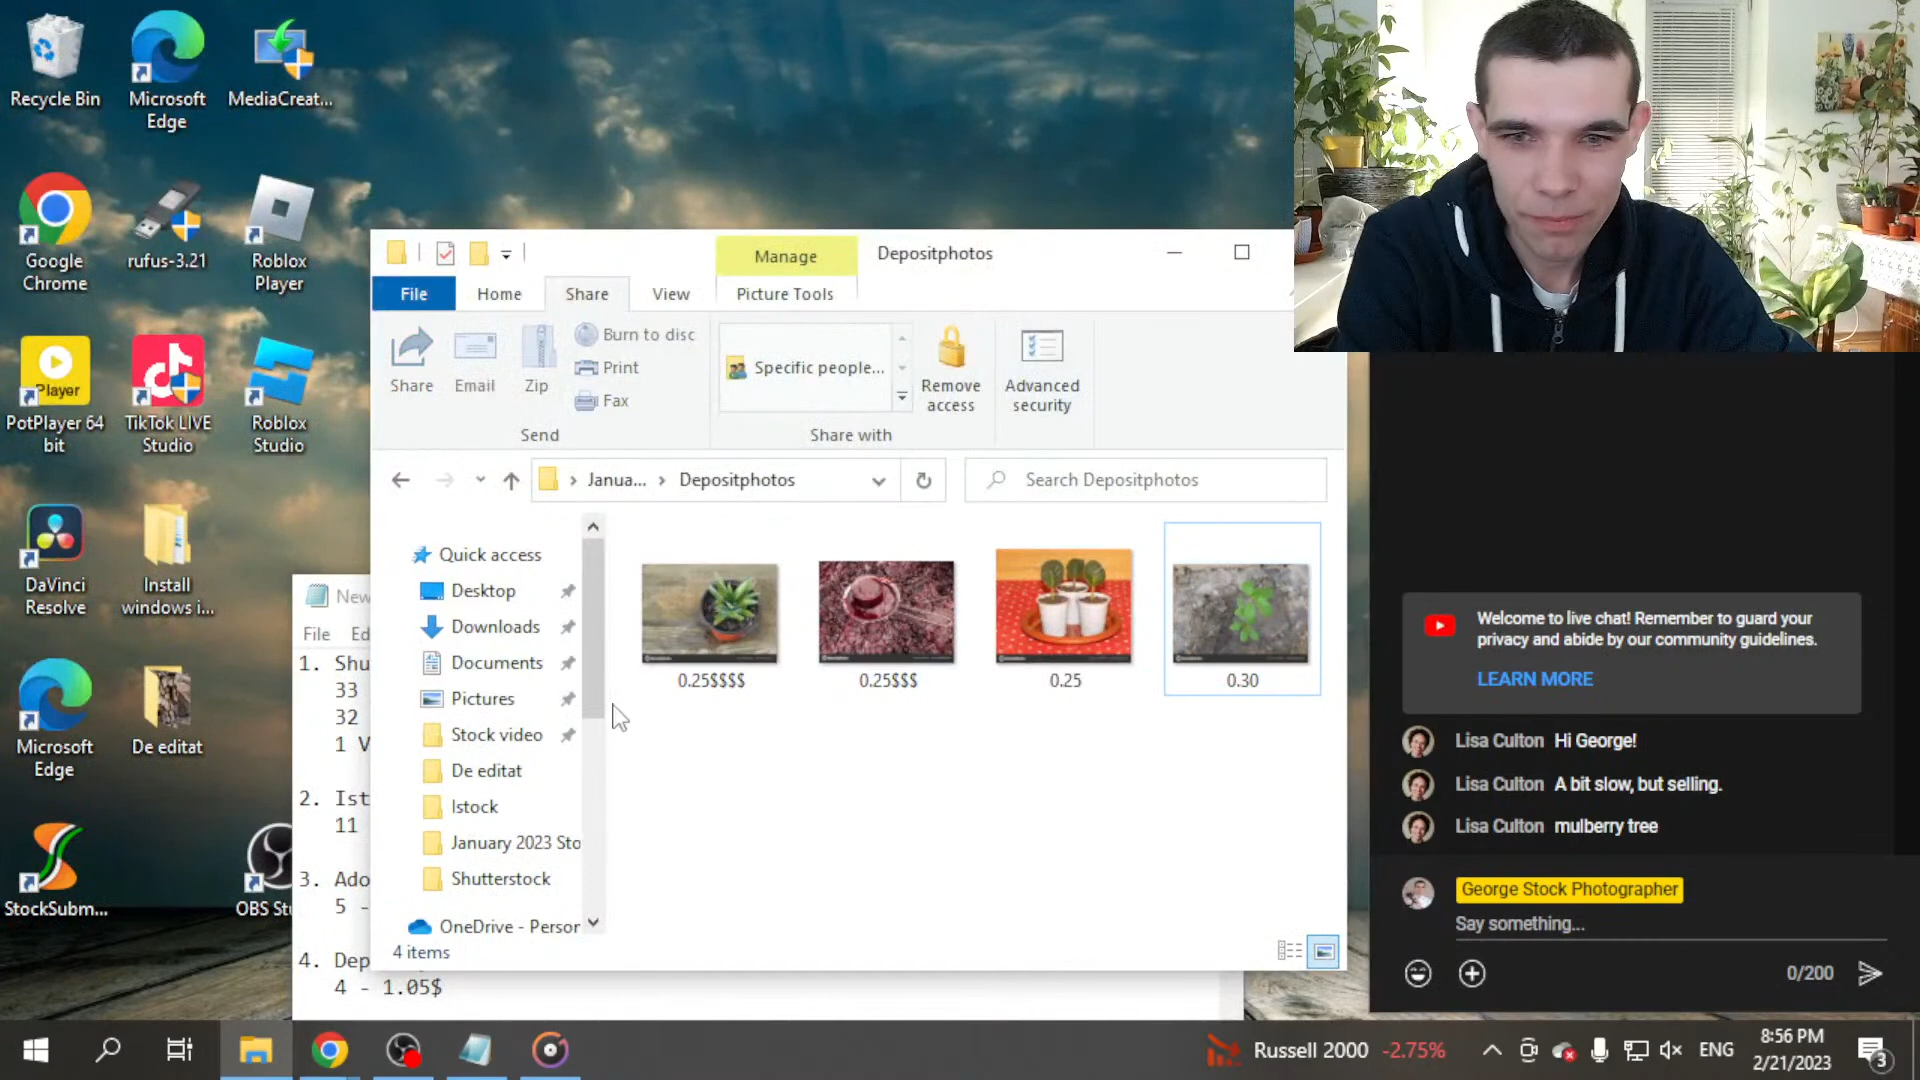 Recycle Bin
Microsoft
Edge
MediaCreat...
Google
Chrome
rufus-3.21
Roblox
Player
Player
PotPlayer 64
bit
TikTok LIVE
Studio
Roblox
Studio
DaVinci
Resolve
Install
windows i...
Microsoft
Edge
De editat
StockSubm...
OBS Stu
Manage
Depositphotos
File
Home
Share
View
Picture Tools
Share
Email
Zip
Burn to disc
Print
Fax
Specific people...
Remove
access
Advanced
security
Send
Share with
Janua...
Depositphotos
Search Depositphotos
Quick access
Desktop
Downloads
Documents
Pictures
Stock video
De editat
Istock
January 2023 Sto
Shutterstock
OneDrive - Person
4 items
0.25$$$$
0.25$$$
0.25
0.30
New
File Ed
1. Shu
33
32
1 V
2. Ist
11
3. Ado
5 -
4. Dep
4 - 1.05$
Welcome to live chat! Remember to guard your
privacy and abide by our community guidelines.
LEARN MORE
Lisa Culton Hi George!
Lisa Culton A bit slow, but selling.
Lisa Culton mulberry tree
George Stock Photographer
Say something...
0/200
Russell 2000 -2.75%
ENG
8:56 PM
2/21/2023
3